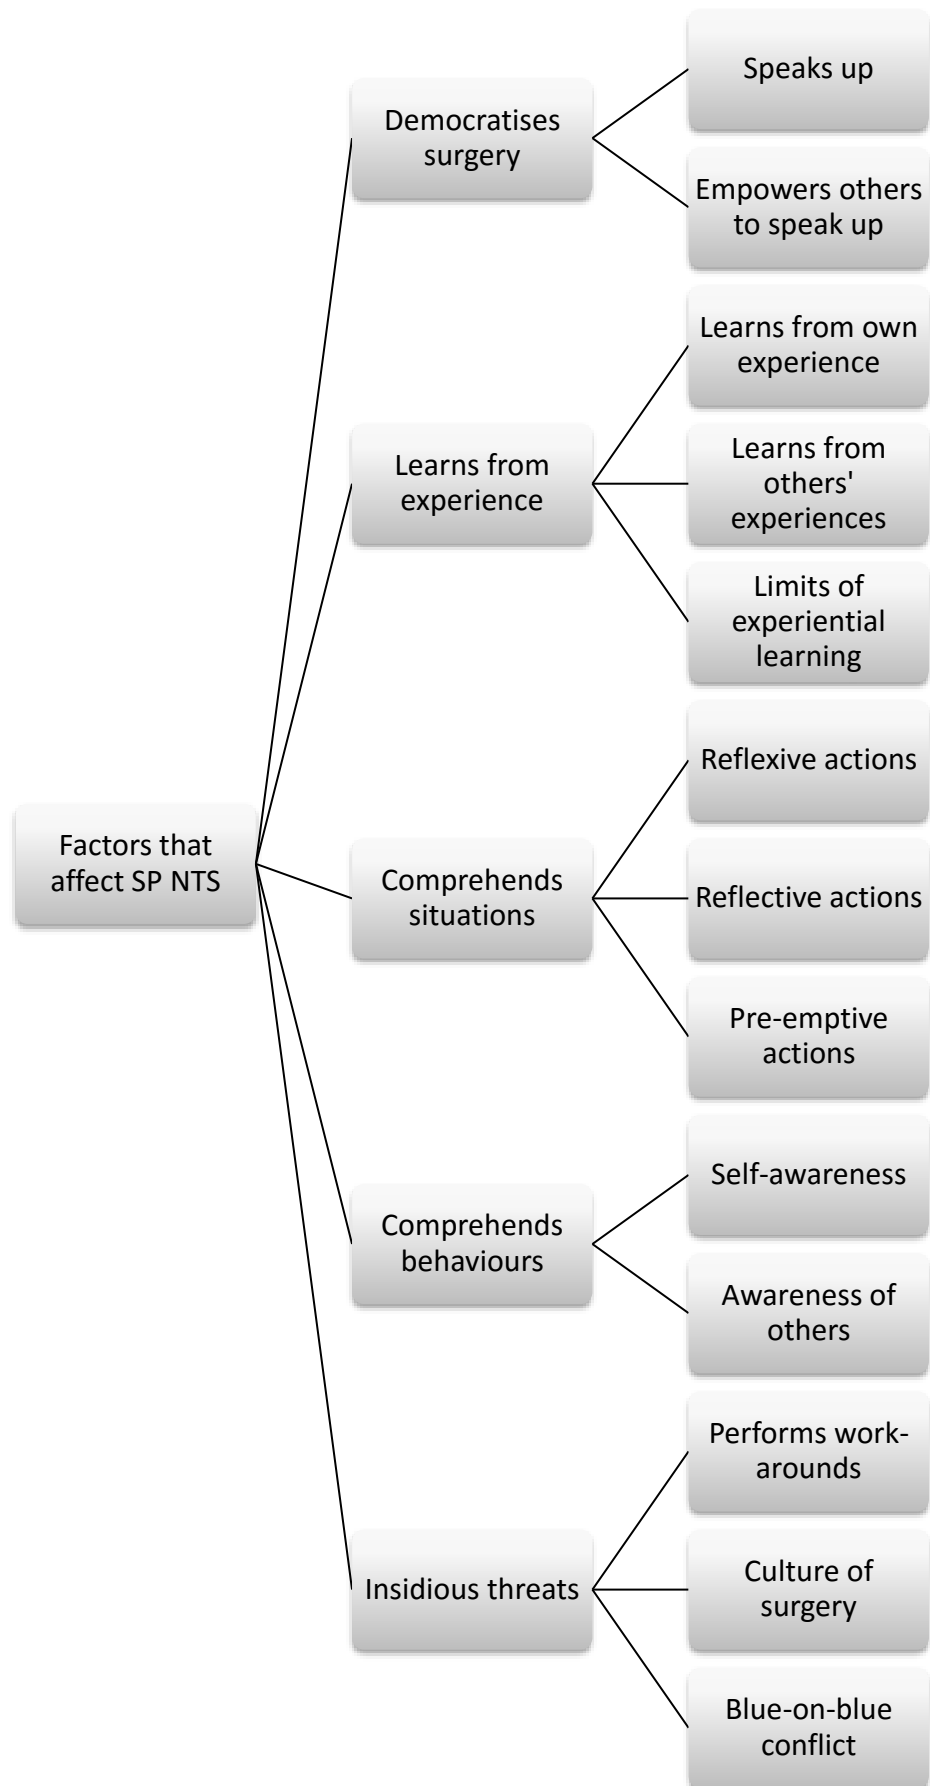 Factors that
affect SP NTS
Democratises
surgery
Speaks up
Empowers others
to speak up
Learns from
experience
Learns from own
experience
Learns from
others'
experiences
Limits of
experiential
learning
Comprehends
situations
Reflexive actions
Reflective actions
Pre-emptive
actions
Comprehends
behaviours
Self-awareness
Awareness of
others
Insidious threats
Performs work-
arounds
Culture of
surgery
Blue-on-blue
conflict